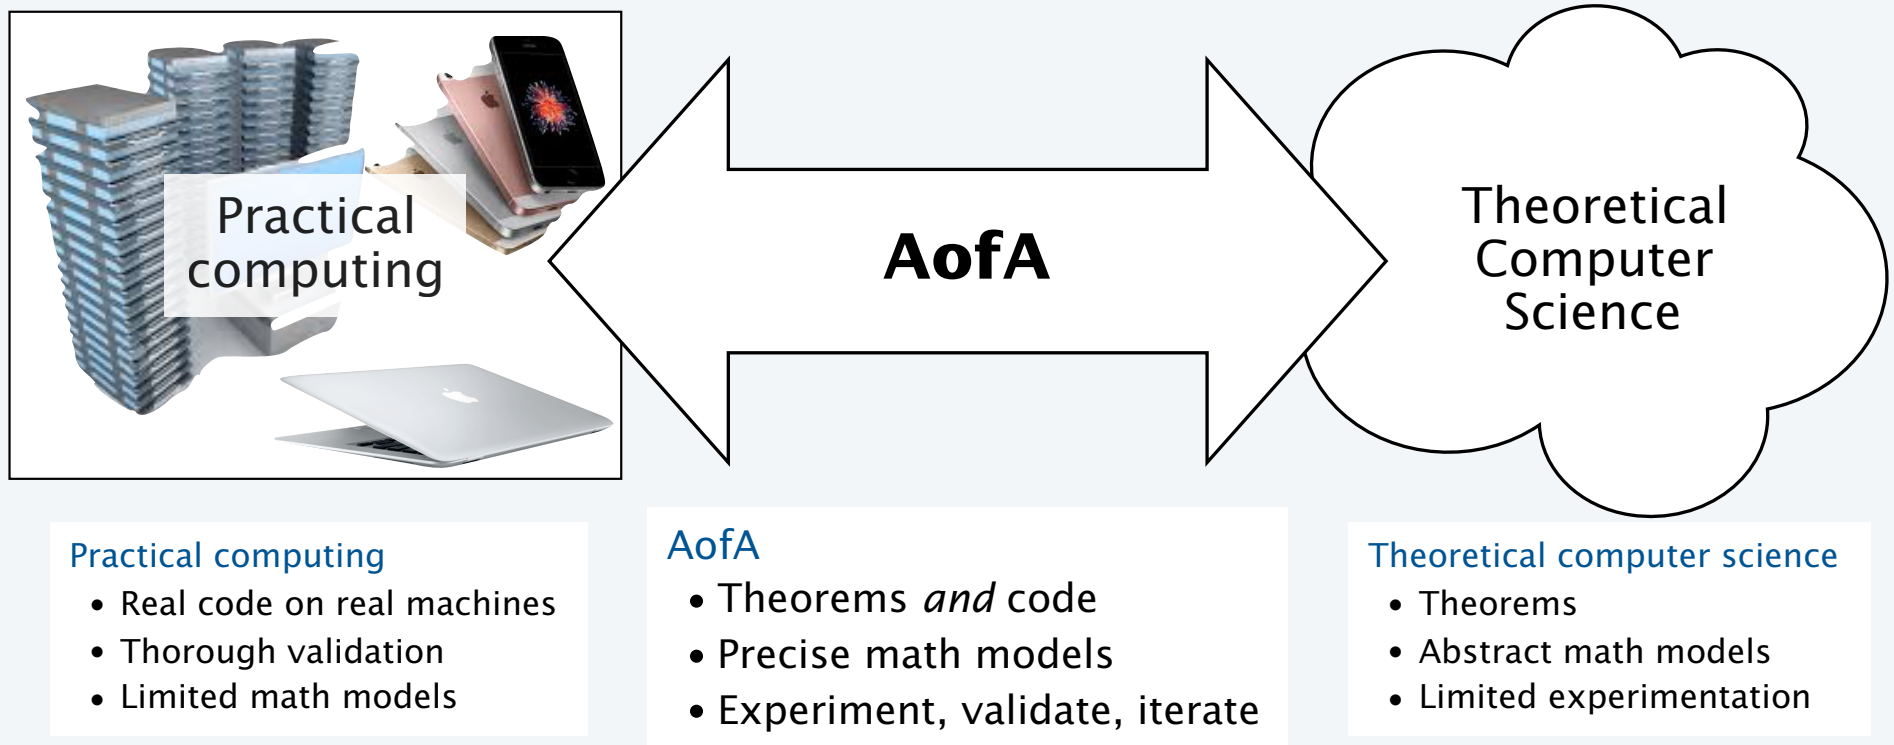 Practical
computing
AofA
Theoretical
Computer
Science
Practical computing
• Real code on real machines
• Thorough validation
• Limited math models
AofA
• Theorems and code
• Precise math models
• Experiment, validate, iterate
Theoretical computer science
• Theorems
• Abstract math models
• Limited experimentation